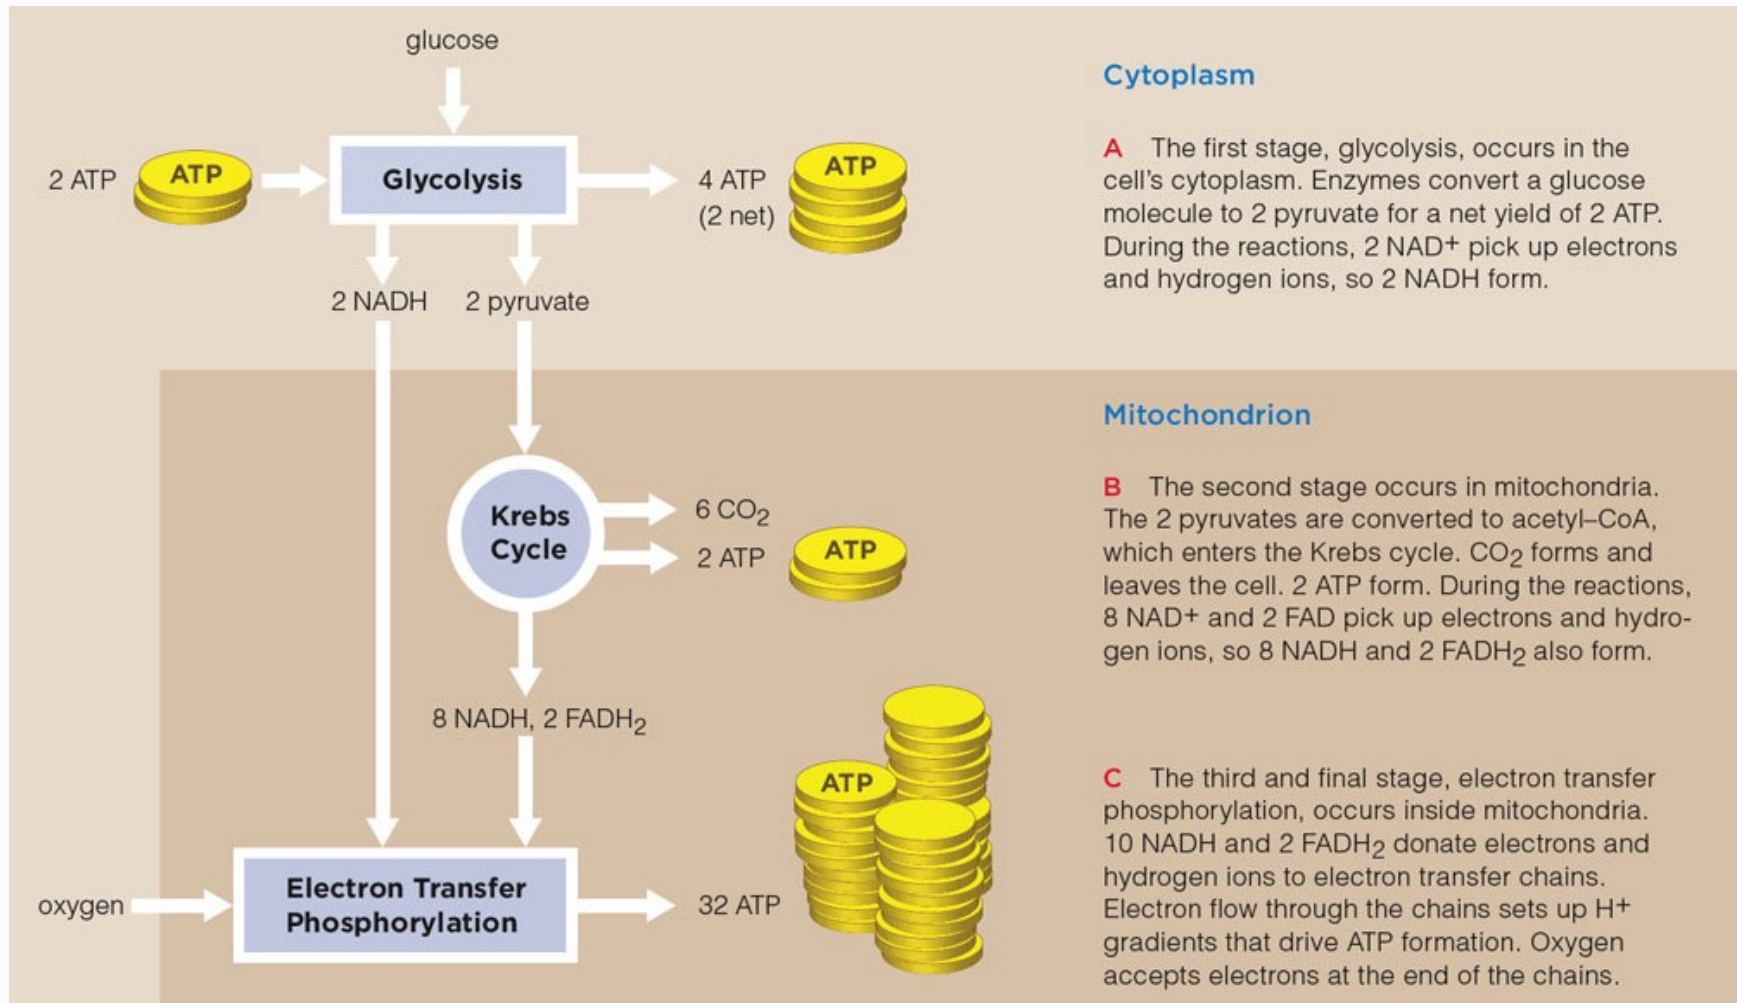 glucose
2 ATP
ATP
Glycolysis
4 ATP
(2 net)
ATP
2 NADH
2 pyruvate
Cytoplasm
A The first stage, glycolysis, occurs in the
cell's cytoplasm. Enzymes convert a glucose
molecule to 2 pyruvate for a net yield of 2 ATP.
During the reactions, 2 NAD+ pick up electrons
and hydrogen ions, so 2 NADH form.
Krebs
Cycle
6 CO2
2 ATP
ATP
8 NADH, 2 FADH2
Mitochondrion
B The second stage occurs in mitochondria.
The 2 pyruvates are converted to acetyl–CoA,
which enters the Krebs cycle. CO2 forms and
leaves the cell. 2 ATP form. During the reactions,
8 NAD+ and 2 FAD pick up electrons and hydro-
gen ions, so 8 NADH and 2 FADH2 also form.
oxygen
Electron Transfer
Phosphorylation
32 ATP
ATP
C The third and final stage, electron transfer
phosphorylation, occurs inside mitochondria.
10 NADH and 2 FADH2 donate electrons and
hydrogen ions to electron transfer chains.
Electron flow through the chains sets up H+
gradients that drive ATP formation. Oxygen
accepts electrons at the end of the chains.